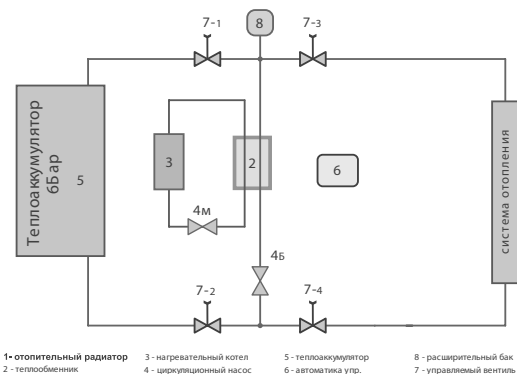 7-1
8
7-3
Теплоаккумулятор
6Бар
5
3
2
6
4м
4Б
7-2
7-4
система отопления
1- отопительный радиатор
3 - нагревательный котел
5 - теплоаккумулятор
8 - расширительный бак
2 - теплообменник
4 - циркуляционный насос
6 - автоматика упр.
7 - управляемый вентиль